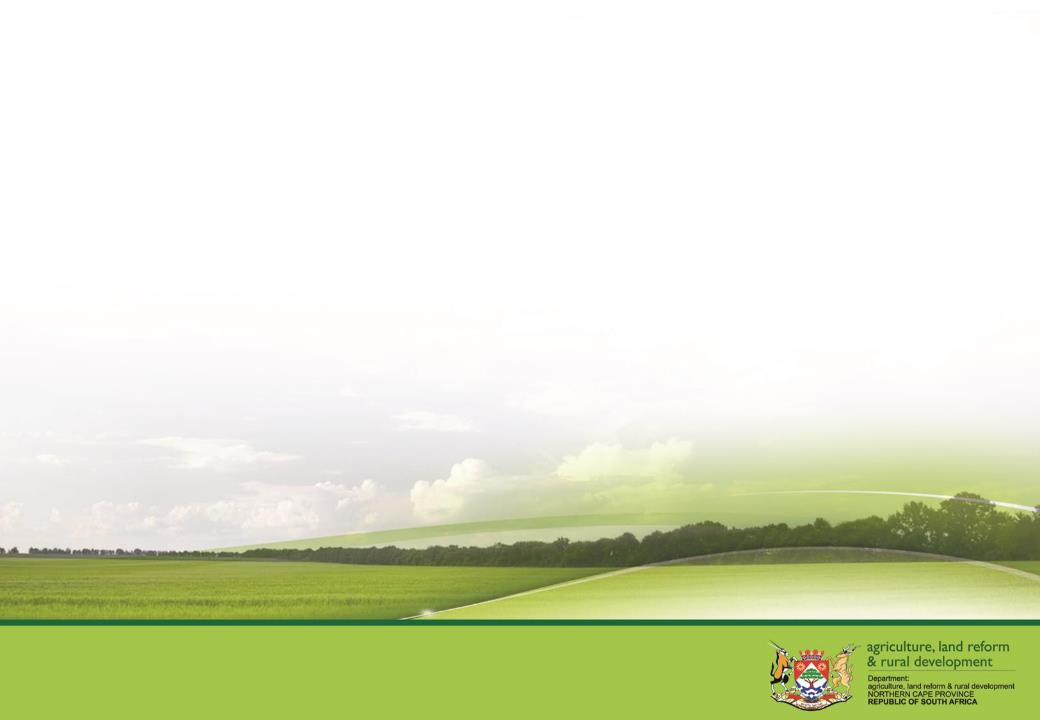 agriculture, land reform
& rural development
Department:
agriculture, land reform & rural development
NORTHERN CAPE PROVINCE
REPUBLIC OF SOUTH AFRICA